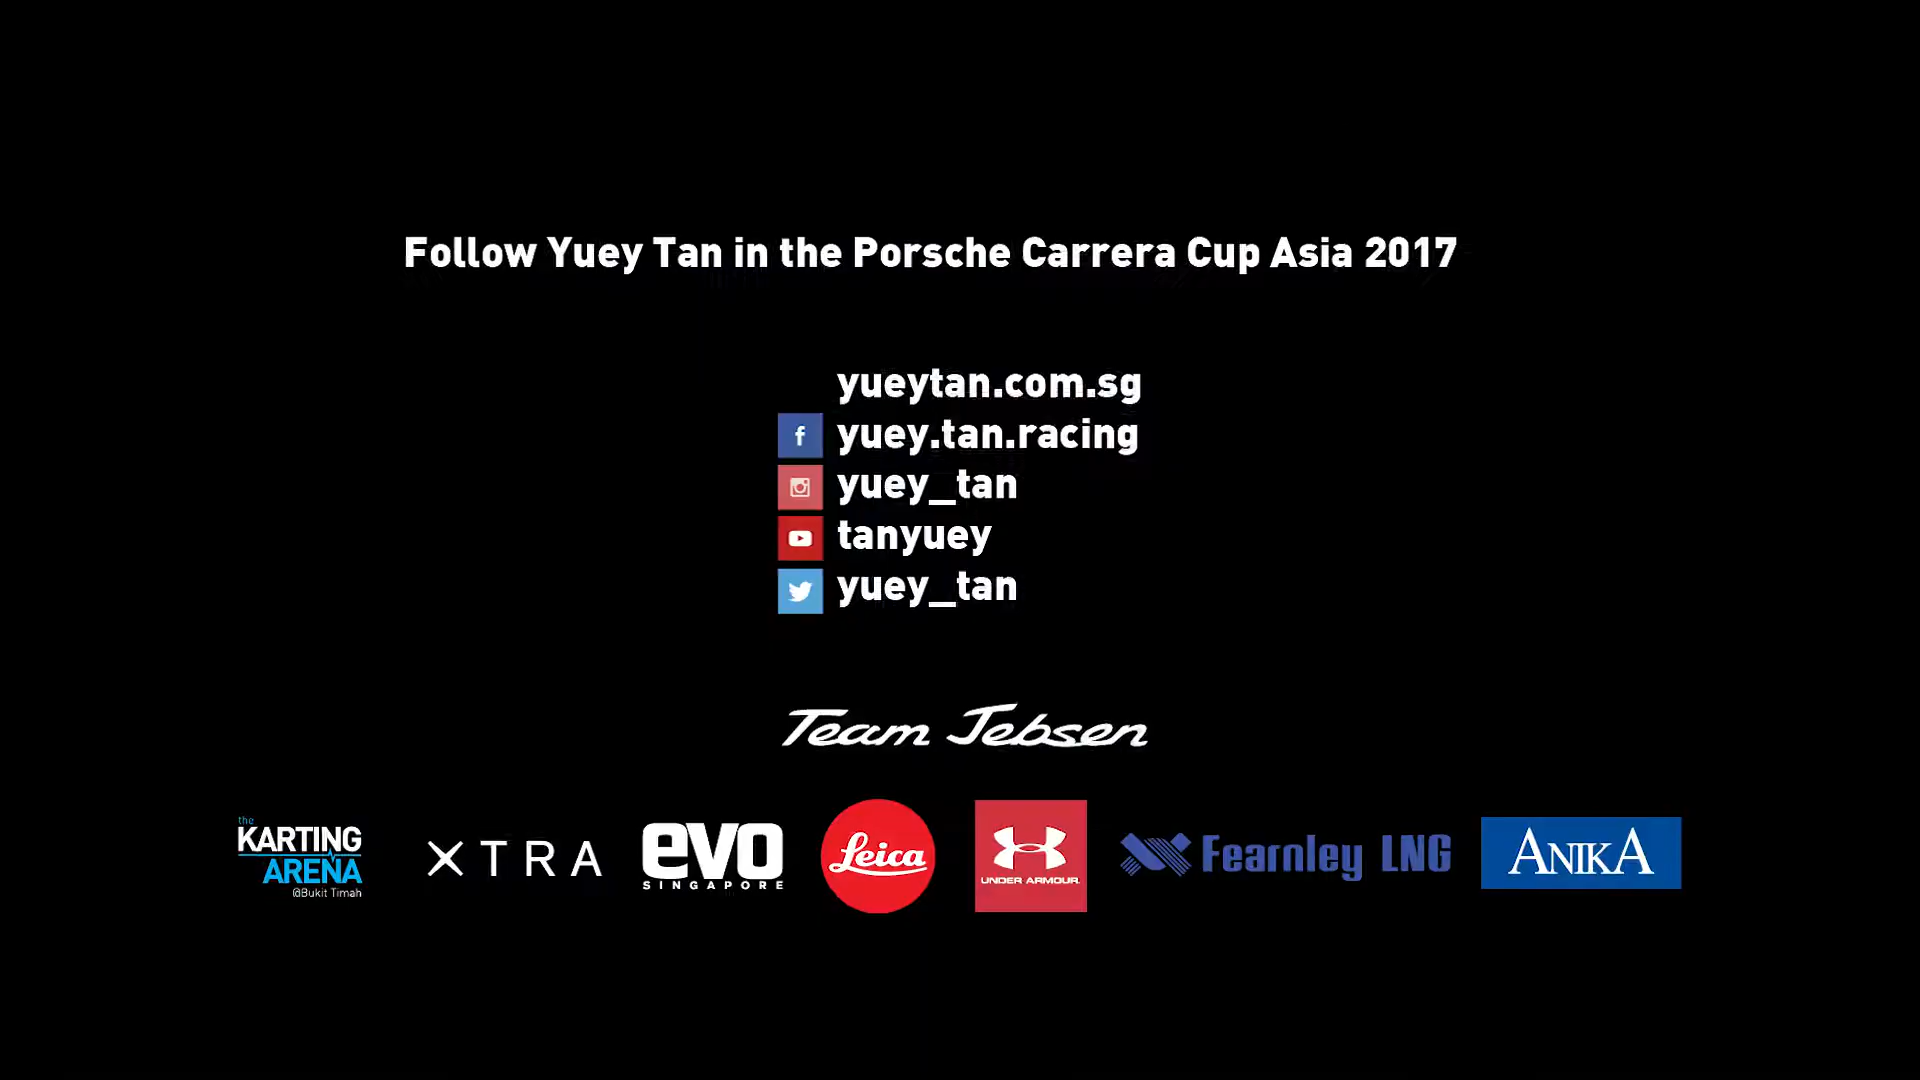 Follow Yuey Tan in the Porsche Carrera Cup Asia 2017
yueytan.com.sg
f yuey.tan.racing
yuey_tan
tanyuey
yuey_tan
Team Jebsen
the
KARTING
ARENA
@Bukit Timah
XTRA
evo
SINGAPORE
Leica
UNDER ARMOUR
Fearnley LNG
ANIKA